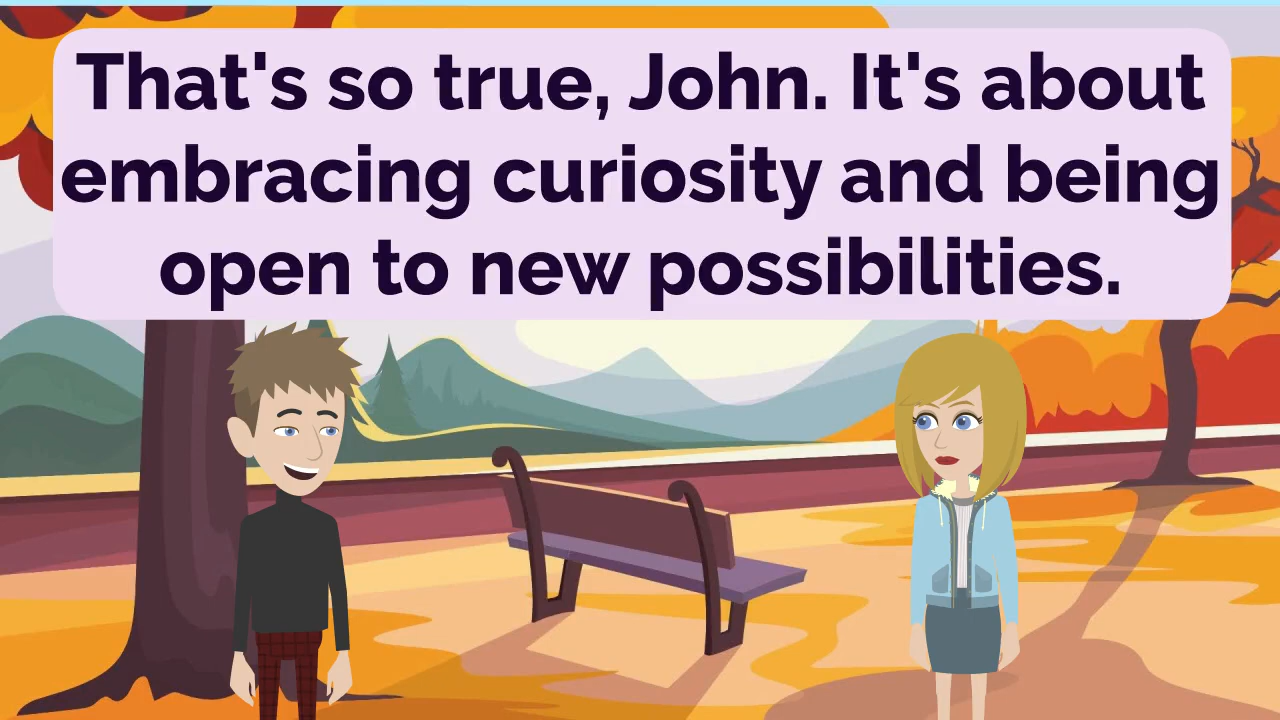 That's so true, John. It's about
embracing curiosity and being
open to new possibilities.